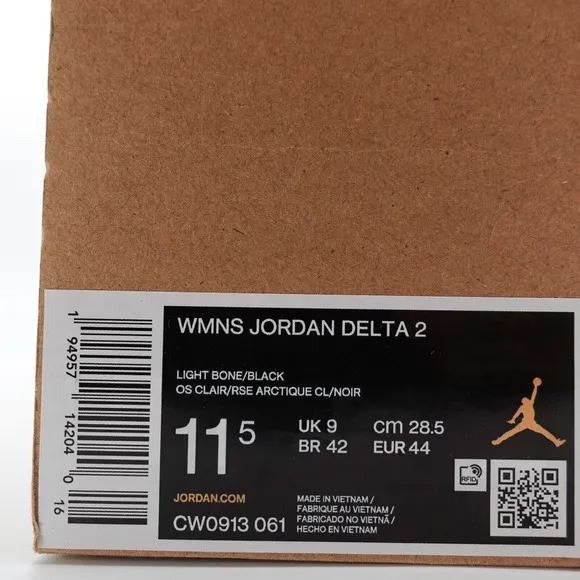 WMNS JORDAN DELTA 2
LIGHT BONE/BLACK
OS CLAIR/RSE ARCTIQUE CL/NOIR
11 5
UK 9 cm 28.5
BR 42 EUR 44
JORDAN.COM
CW0913 061
MADE IN VIETNAM /
FABRIQUE AU VIETNAM /
FABRICADO NO VIETNÃ /
HECHO EN VIETNAM
RFID
1 94957 14204 0 16